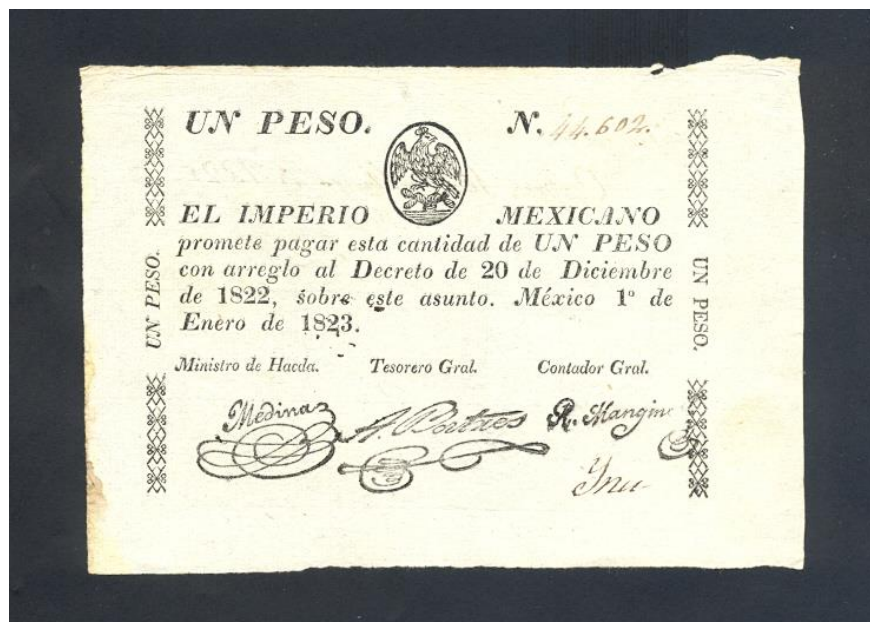 UN PESO. N. 44.602.
EL IMPERIO MEXICANO
promete pagar esta cantidad de UN PESO
con arreglo al Decreto de 20 de Diciembre
de 1822, sobre este asunto. México 1º de
Enero de 1823.
UN PESO.
UN PESO.
Ministro de Hacda. Tesorero Gral. Contador Gral.
Medina R. Mangino